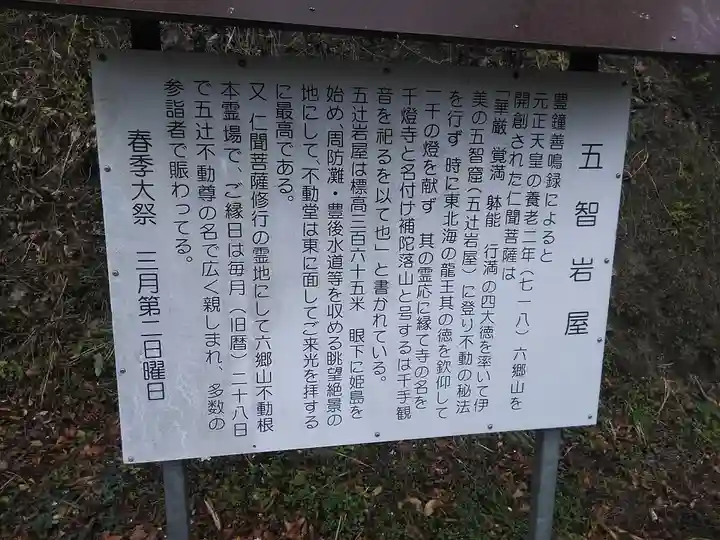 五智岩屋
豊鐘善鳴録によると
元正天皇の養老二年（七一八）六郷山を
開創された仁聞菩薩は
「華厳 覚満 躰能 行満の四大徳を率いて伊
美の五智窟（五辻岩屋）に登り不動の秘法
を行ず 時に東北海の龍王其の徳を欽仰して
一千の燈を献ず 其の霊応に縁て寺の名を
千燈寺と名付け補陀落山と号するは千手観
音を祀るを以て也」と書かれている。
五辻岩屋は標高三百六十五米 眼下に姫島を
始め、周防灘・豊後水道等を収める眺望絶景の
地にして、不動堂は東に面してご来光を拝する
に最高である。
又 仁聞菩薩修行の霊地にして六郷山不動根
本霊場で、ご縁日は毎月（旧暦）二十八日
で五辻不動尊の名で広く親しまれ、多数の
参詣者で賑わってる。
春季大祭 三月第二日曜日